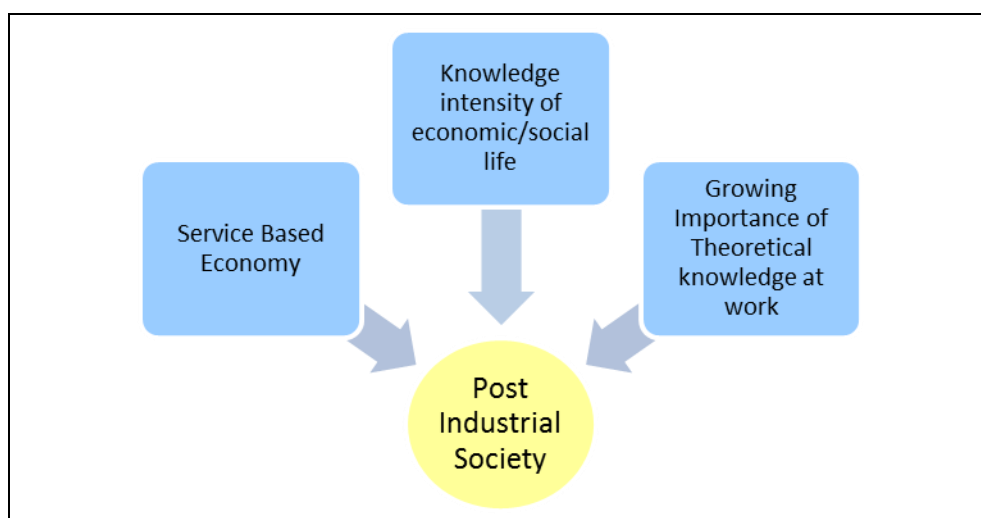 Knowledge
intensity of
economic/social
life
Service Based
Economy
Growing
Importance of
Theoretical
knowledge at
work
Post
Industrial
Society